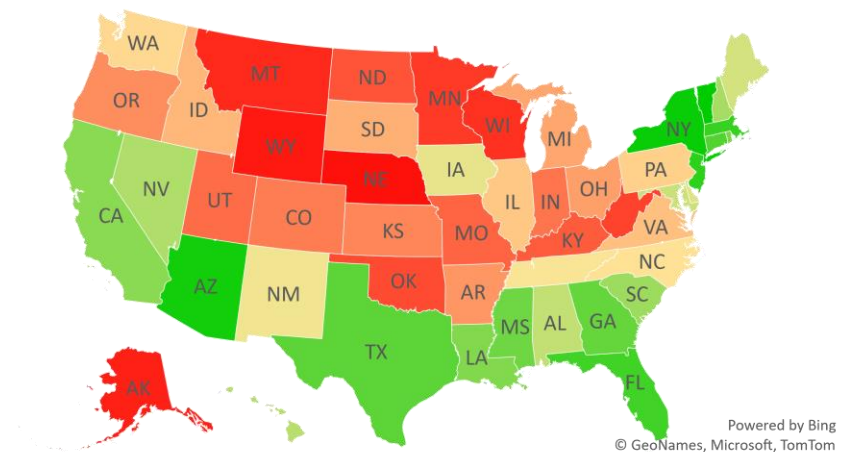 WA
MT
ND
MN
OR
ID
SD
WI
MI
NY
WY
NE
IA
PA
NV
UT
CO
IL
IN
OH
CA
KS
MO
KY
VA
AZ
NM
OK
AR
NC
SC
TX
LA
MS
AL
GA
FL
AK
Powered by Bing
© GeoNames, Microsoft, TomTom